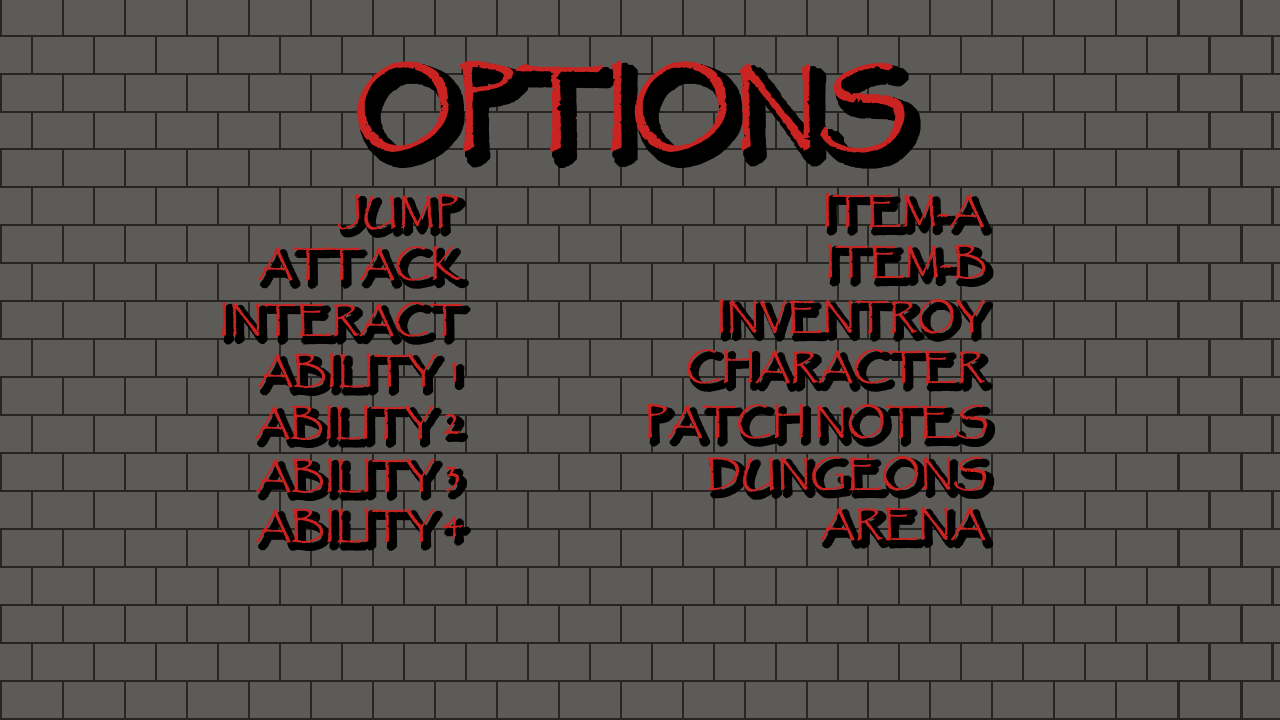 OPTIONS
JUMP
ATTACK
INTERACT
ABILITY 1
ABILITY 2
ABILITY 3
ABILITY 4
ITEM-A
ITEM-B
INVENTROY
CHARACTER
PATCH NOTES
DUNGEONS
ARENA